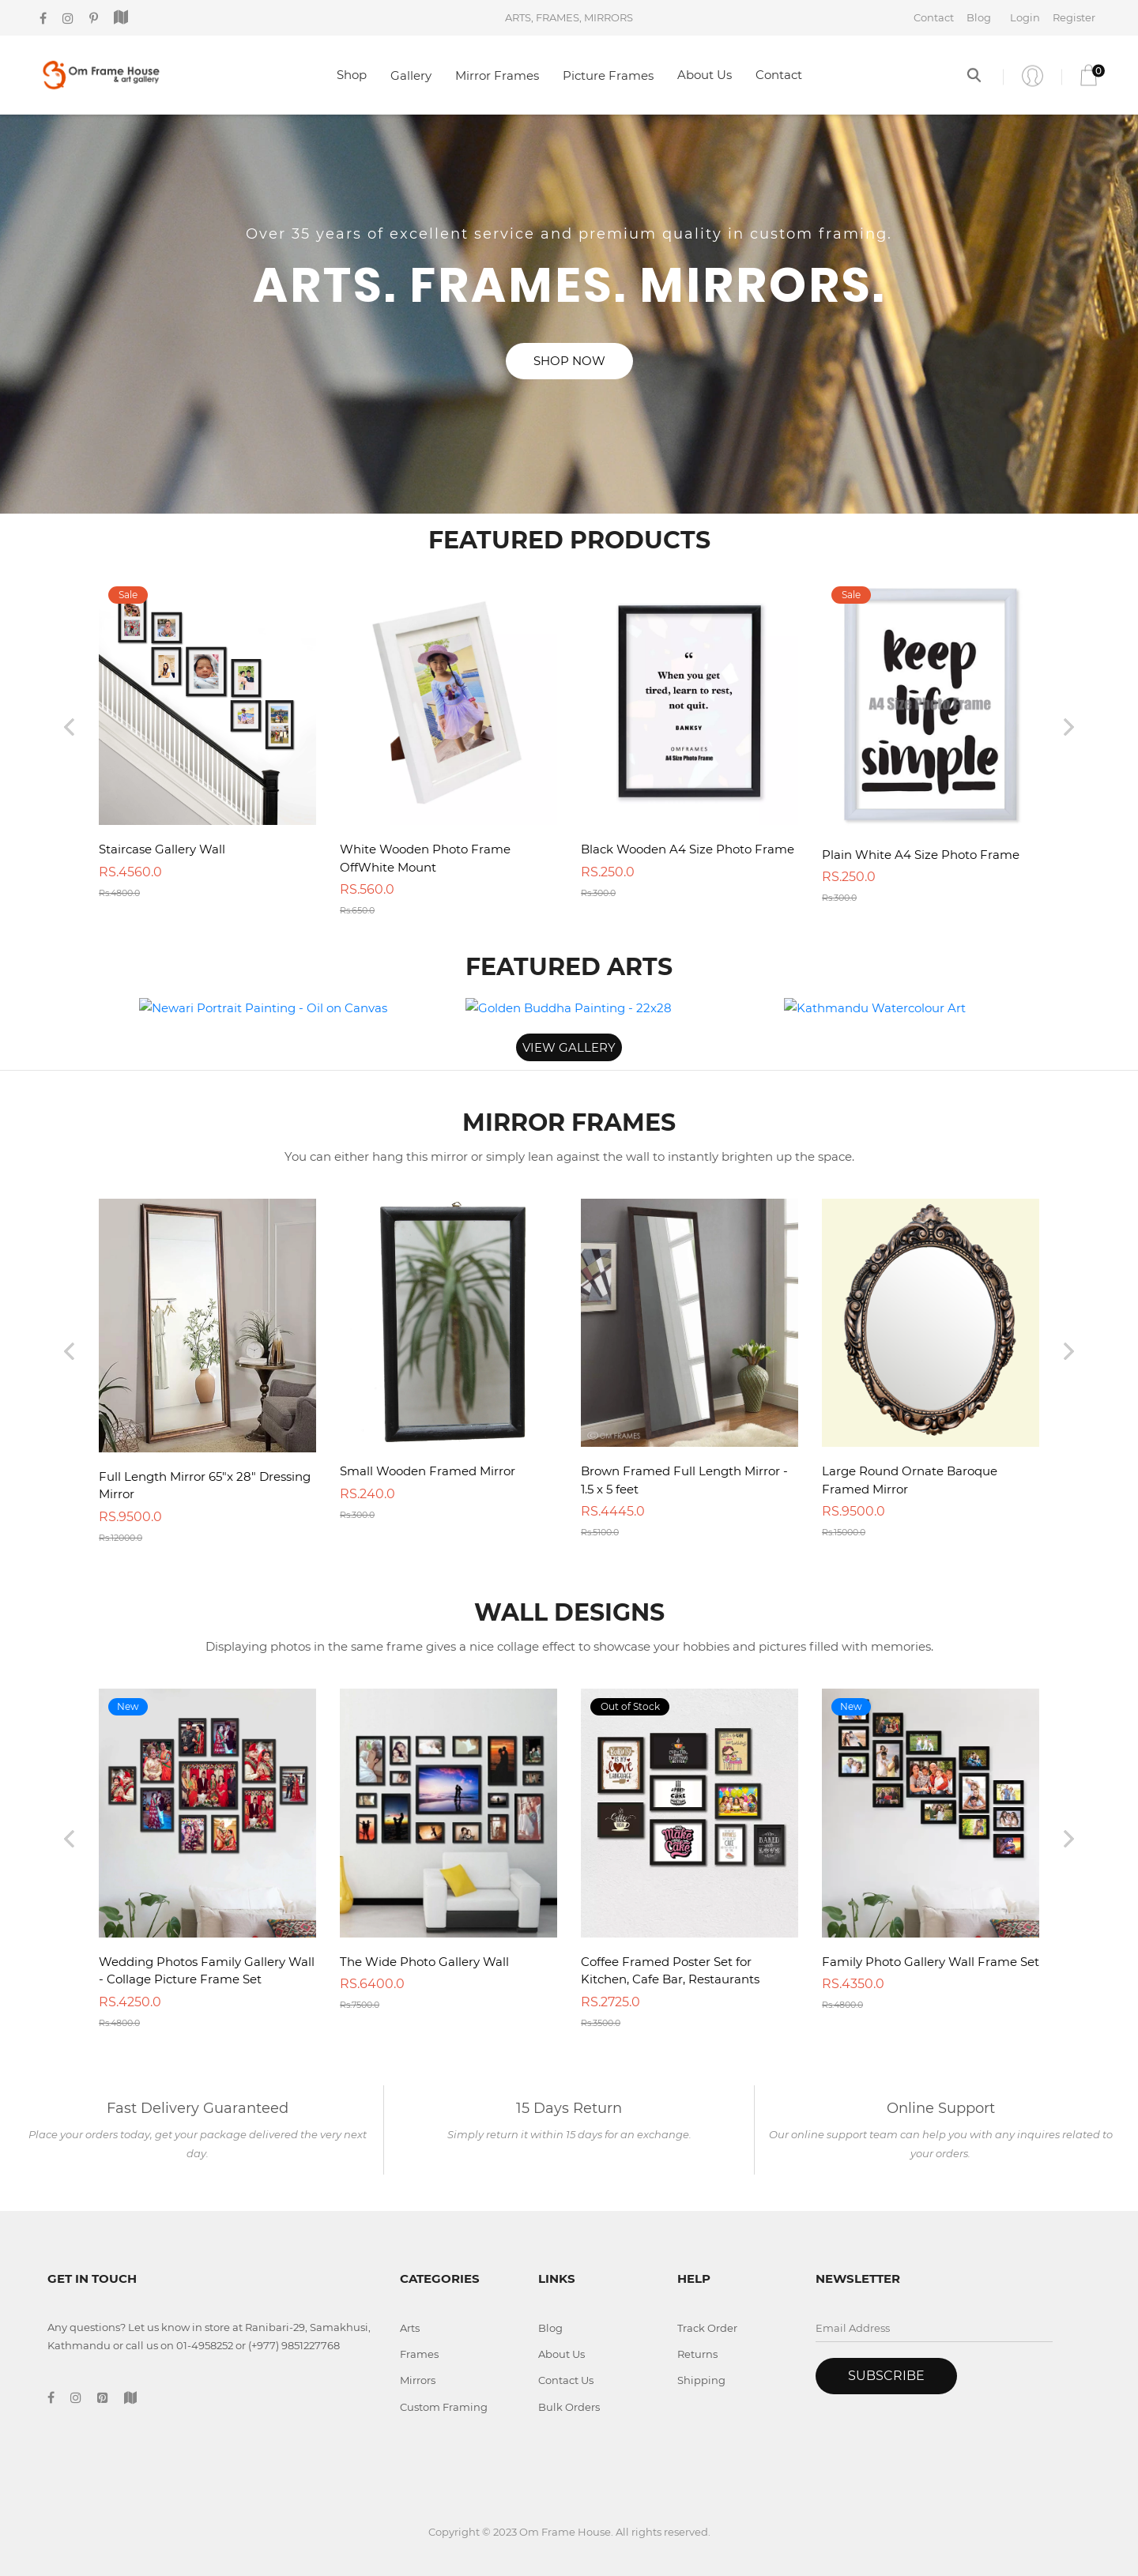 ARTS, FRAMES, MIRRORS
Contact
Blog
Login
Register
Om Frame House
& art gallery
Shop
Gallery
Mirror Frames
Picture Frames
About Us
Contact
0
Over 35 years of excellent service and premium quality in custom framing.
ARTS. FRAMES. MIRRORS.
SHOP NOW
FEATURED PRODUCTS
Sale
Staircase Gallery Wall
RS.4560.0
Rs.4800.0
White Wooden Photo Frame
OffWhite Mount
RS.560.0
Rs.650.0
“
When you get
tired, learn to rest,
not quit.
BANKSY
OMFRAMES
A4 Size Photo Frame
Black Wooden A4 Size Photo Frame
RS.250.0
Rs.300.0
Sale
keep
A4 Size Photo Frame
life
simple
Plain White A4 Size Photo Frame
RS.250.0
Rs.300.0
FEATURED ARTS
Newari Portrait Painting - Oil on Canvas
Golden Buddha Painting - 22x28
Kathmandu Watercolour Art
VIEW GALLERY
MIRROR FRAMES
You can either hang this mirror or simply lean against the wall to instantly brighten up the space.
Full Length Mirror 65"x 28" Dressing
Mirror
RS.9500.0
Rs.12000.0
Small Wooden Framed Mirror
RS.240.0
Rs.300.0
(C) OM FRAMES
Brown Framed Full Length Mirror -
1.5 x 5 feet
RS.4445.0
Rs.5100.0
Large Round Ornate Baroque
Framed Mirror
RS.9500.0
Rs.15000.0
WALL DESIGNS
Displaying photos in the same frame gives a nice collage effect to showcase your hobbies and pictures filled with memories.
New
Wedding Photos Family Gallery Wall
- Collage Picture Frame Set
RS.4250.0
Rs.4800.0
The Wide Photo Gallery Wall
RS.6400.0
Rs.7500.0
Out of Stock
Coffee Framed Poster Set for
Kitchen, Cafe Bar, Restaurants
RS.2725.0
Rs.3500.0
New
Family Photo Gallery Wall Frame Set
RS.4350.0
Rs.4800.0
Fast Delivery Guaranteed
Place your orders today, get your package delivered the very next
day.
15 Days Return
Simply return it within 15 days for an exchange.
Online Support
Our online support team can help you with any inquires related to
your orders.
GET IN TOUCH
Any questions? Let us know in store at Ranibari-29, Samakhusi,
Kathmandu or call us on 01-4958252 or (+977) 9851227768
CATEGORIES
Arts
Frames
Mirrors
Custom Framing
LINKS
Blog
About Us
Contact Us
Bulk Orders
HELP
Track Order
Returns
Shipping
NEWSLETTER
Email Address
SUBSCRIBE
Copyright © 2023 Om Frame House. All rights reserved.